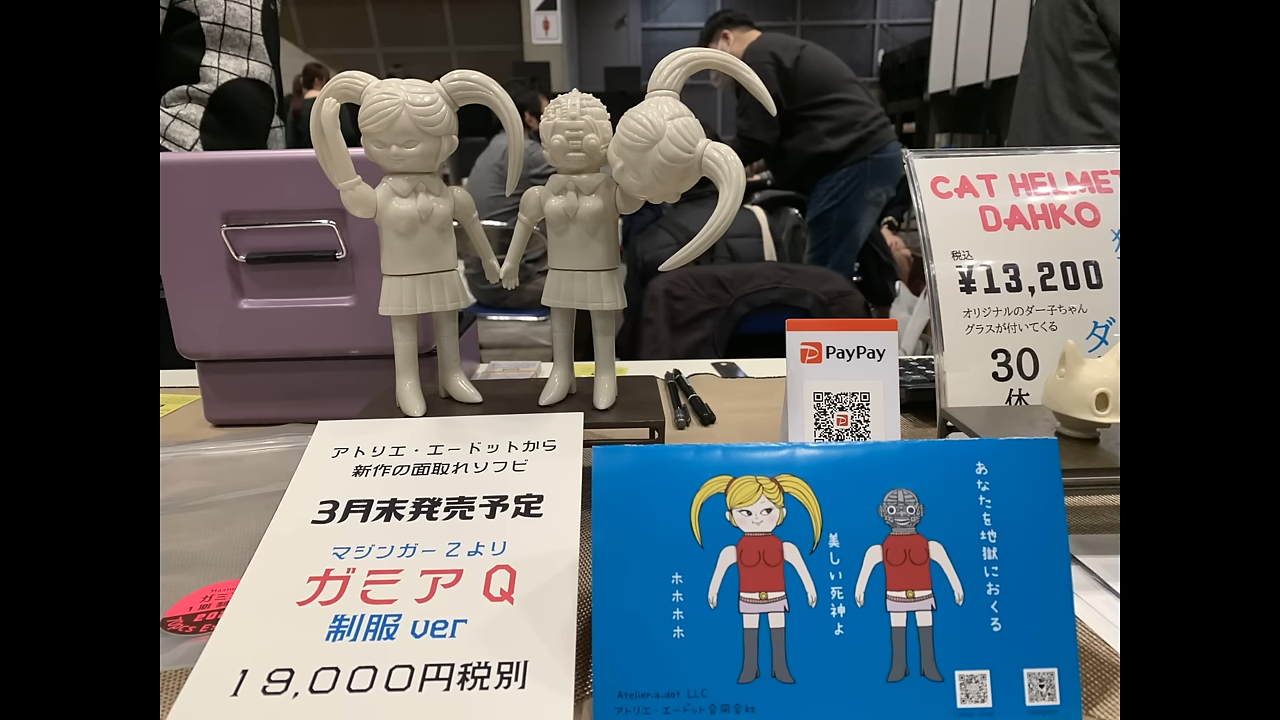 CAT HELMET
DAHKO
税込
¥13,200
オリジナルのダー子ちゃん
グラスが付いてくる
30
体
ダ
PayPay
アトリエ・エードットから
新作の面取れソフビ
3月末発売予定
マジンガーZより
ガミアQ
制服 ver
18,000円税別
あなたを地獄におくる
美しい死神よ
ホホホホ
Atelier.a.dot LLC
アトリエ・エードット合同会社